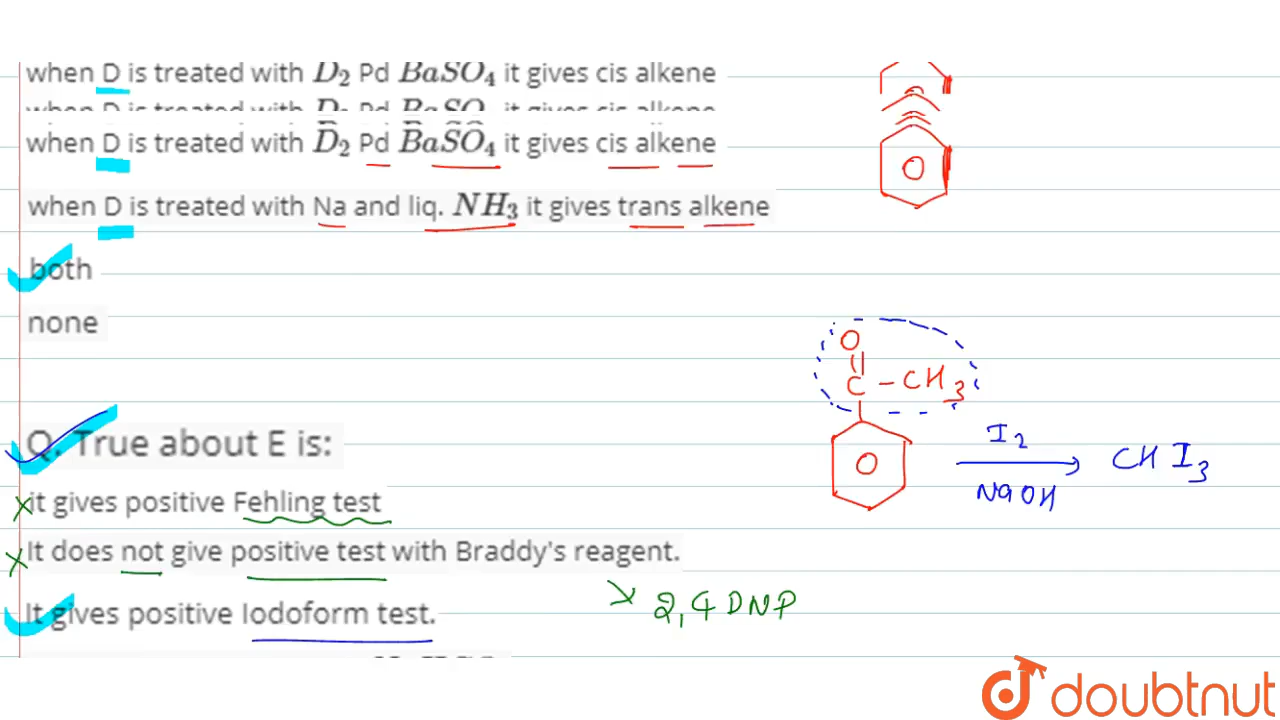 when D is treated with D₂ Pd BaSO₄ it gives cis alkene
when D is treated with D₂ Pd BaSO₄ it gives cis alkene
when D is treated with Na and liq. NH₃ it gives trans alkene
both
none
O
O
||
C - CH₃
Q. True about E is:
I₂
CHI₃
O
NaOH
it gives positive Fehling test
It does not give positive test with Braddy's reagent.
2,4 DNP
It gives positive Iodoform test.
doubtnut